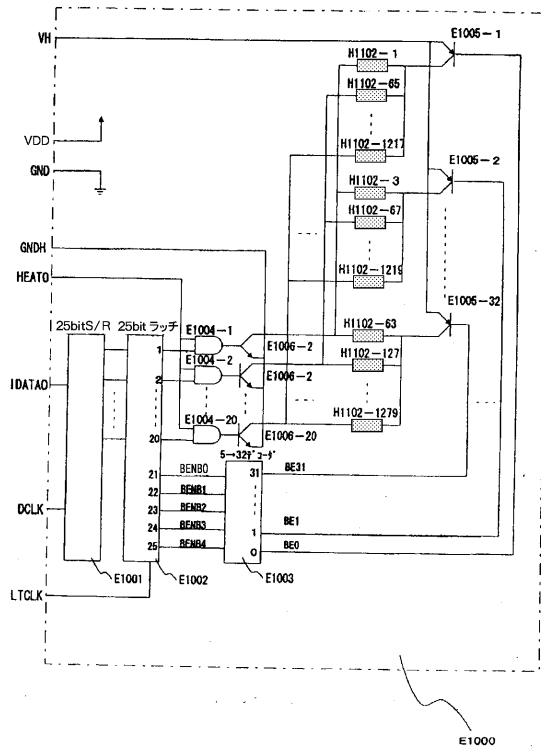 VH
E1005-1
H1102-1
H1102-65
VDD
H1102-1217
E1005-2
GND
H1102-3
H1102-67
GNDH
HEAT0
H1102-1219
E1005-32
25bitS/R
25bit ラッチ
E1004-1
H1102-63
1
E1006-2
E1004-2
H1102-127
IDATA0
2
E1006-2
E1004-20
H1102-1279
20
E1006-20
5→32デコーダ
21
BENB0
31
BE31
22
BENB1
DCLK
23
BENB2
24
BENB3
1
BE1
25
BENB4
0
BE0
E1001
E1002
E1003
LTCLK
E1000